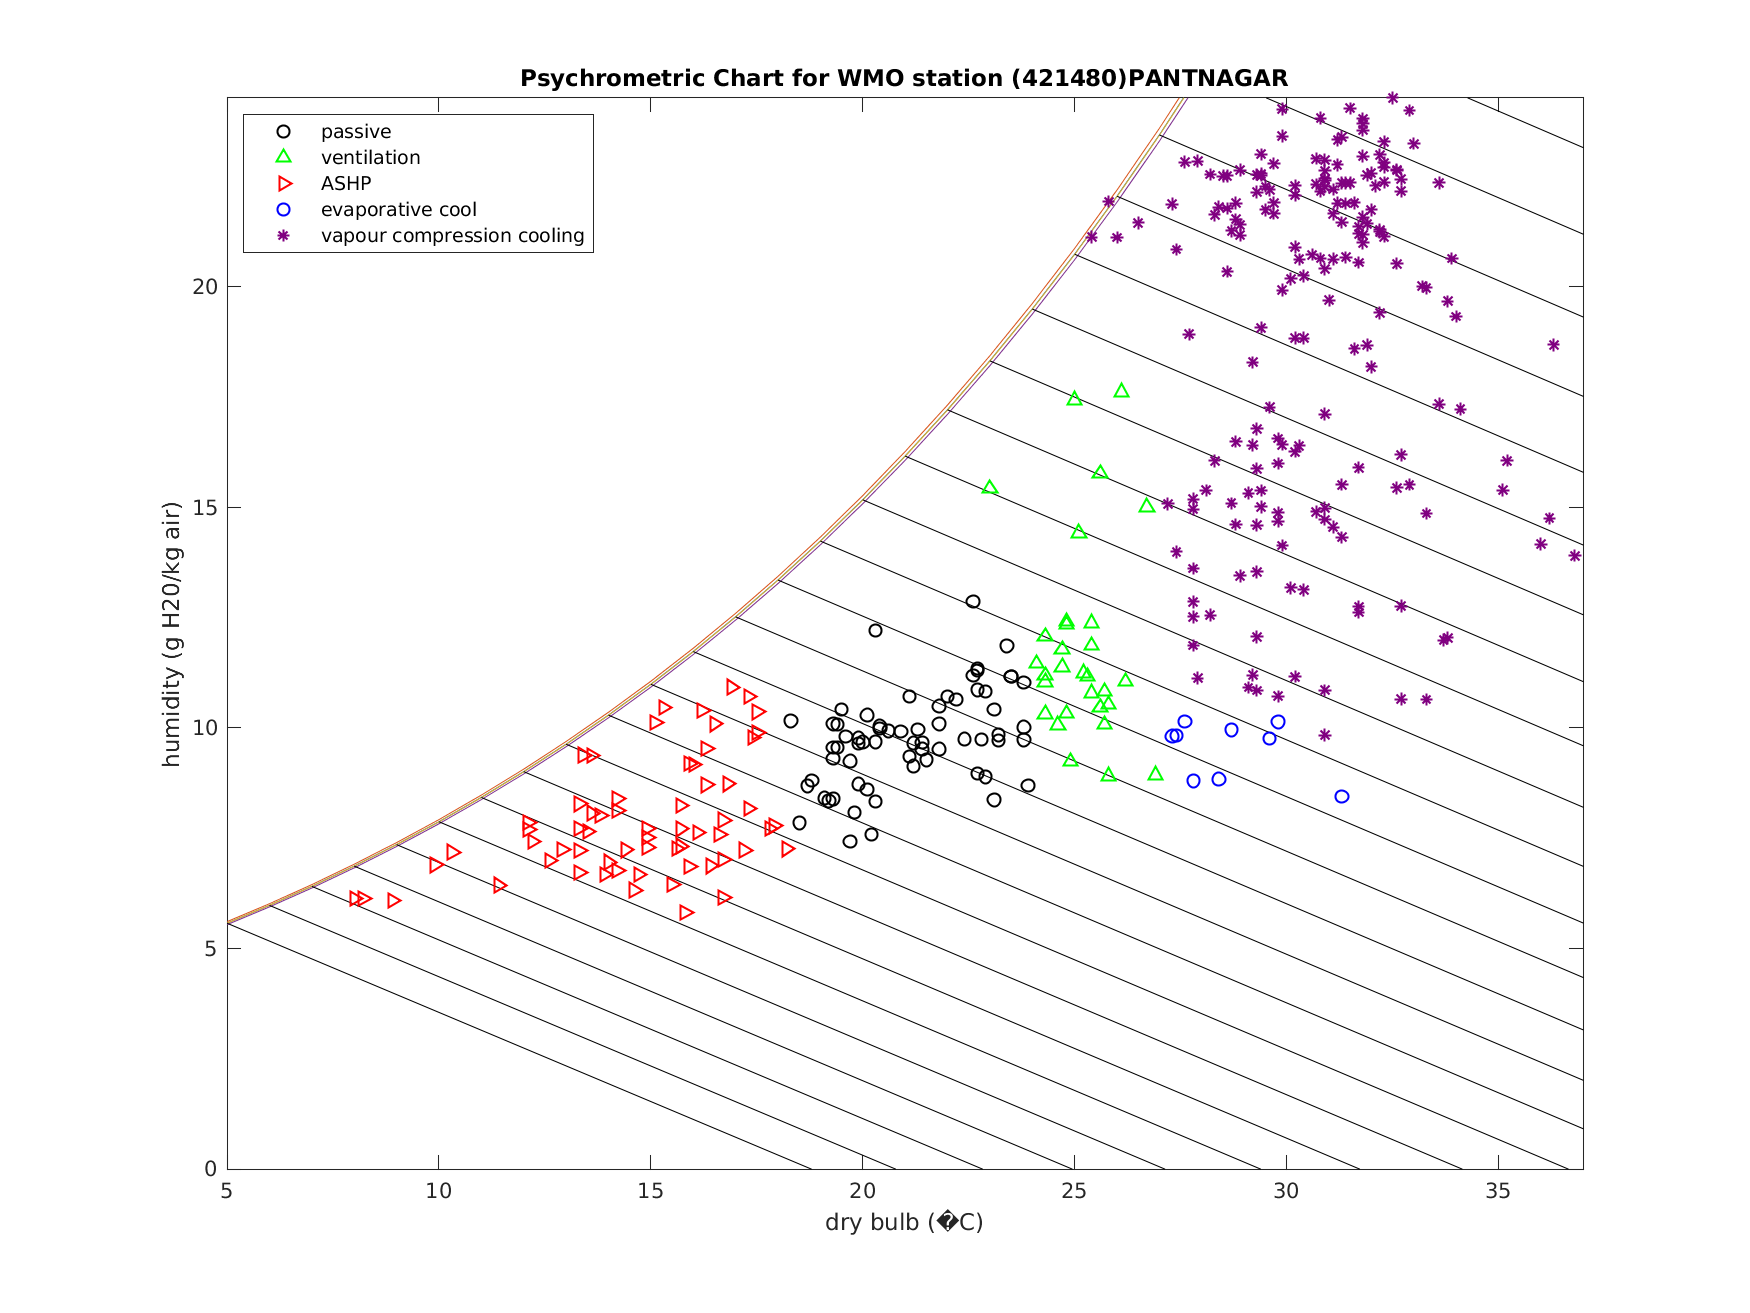 Psychrometric Chart for WMO station (421480)PANTNAGAR
passive
ventilation
ASHP
evaporative cool
vapour compression cooling
humidity (g H20/kg air)
20
15
10
5
0
5 10 15 20 25 30 35
dry bulb (�C)